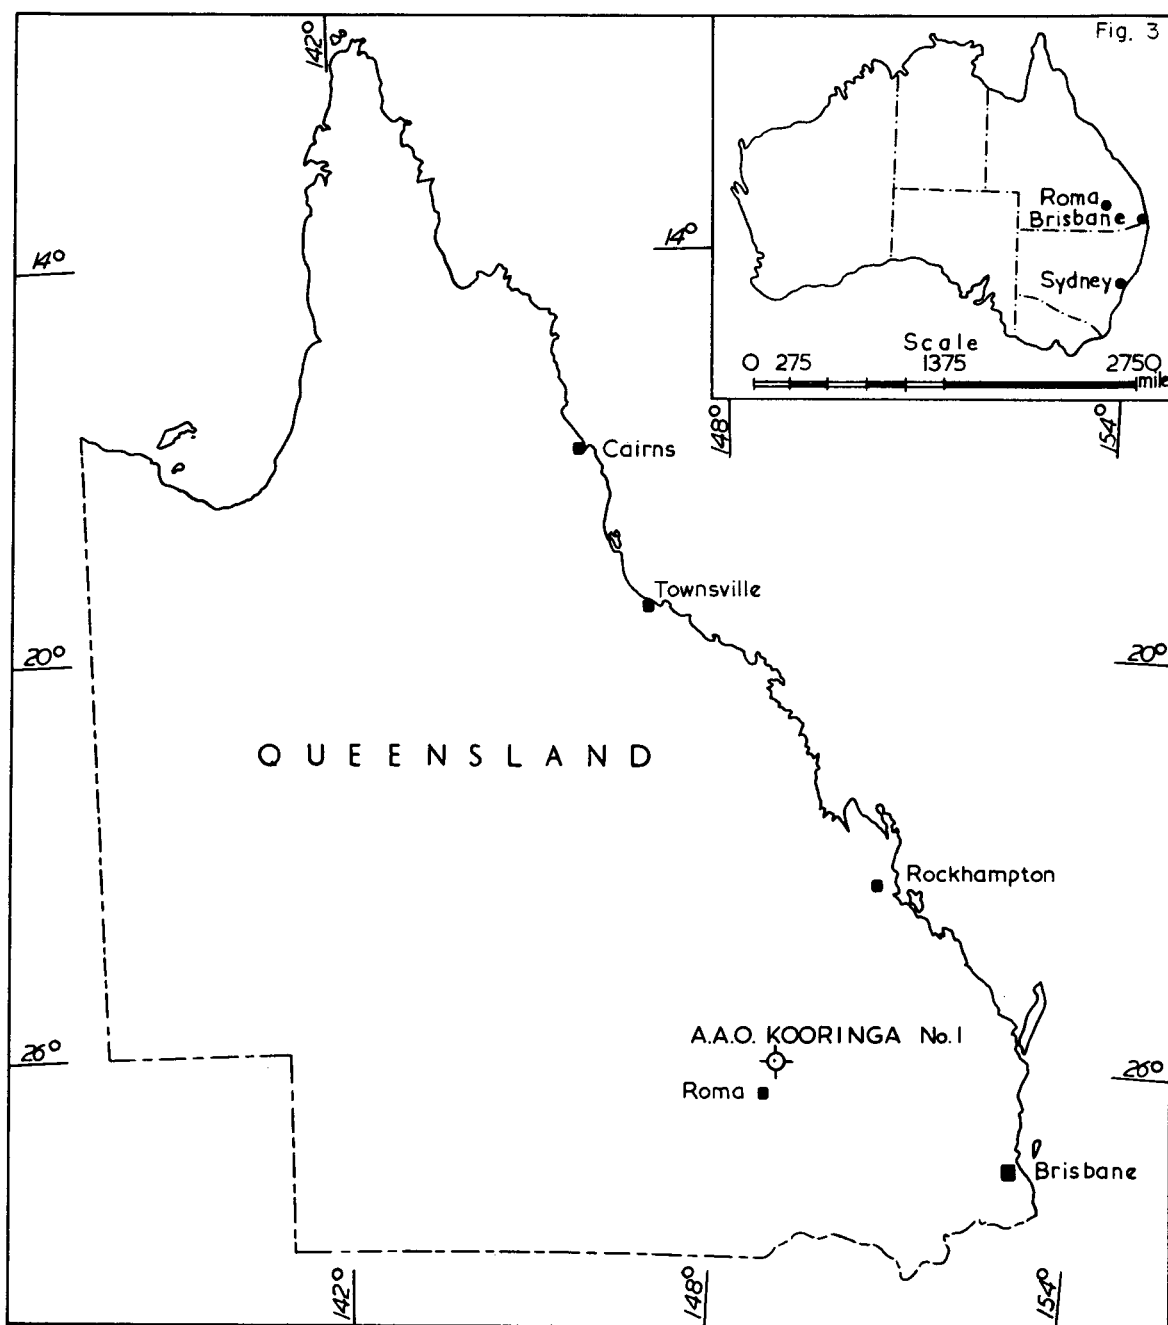 Fig. 3
142°
14°
14°
Roma
Brisbane
Sydney
Scale
0 275 1375 2750
miles
148°
154°
Cairns
Townsville
20°
20°
QUEENSLAND
Rockhampton
A.A.O. KOORINGA No.1
26°
26°
Roma
Brisbane
142°
148°
154°